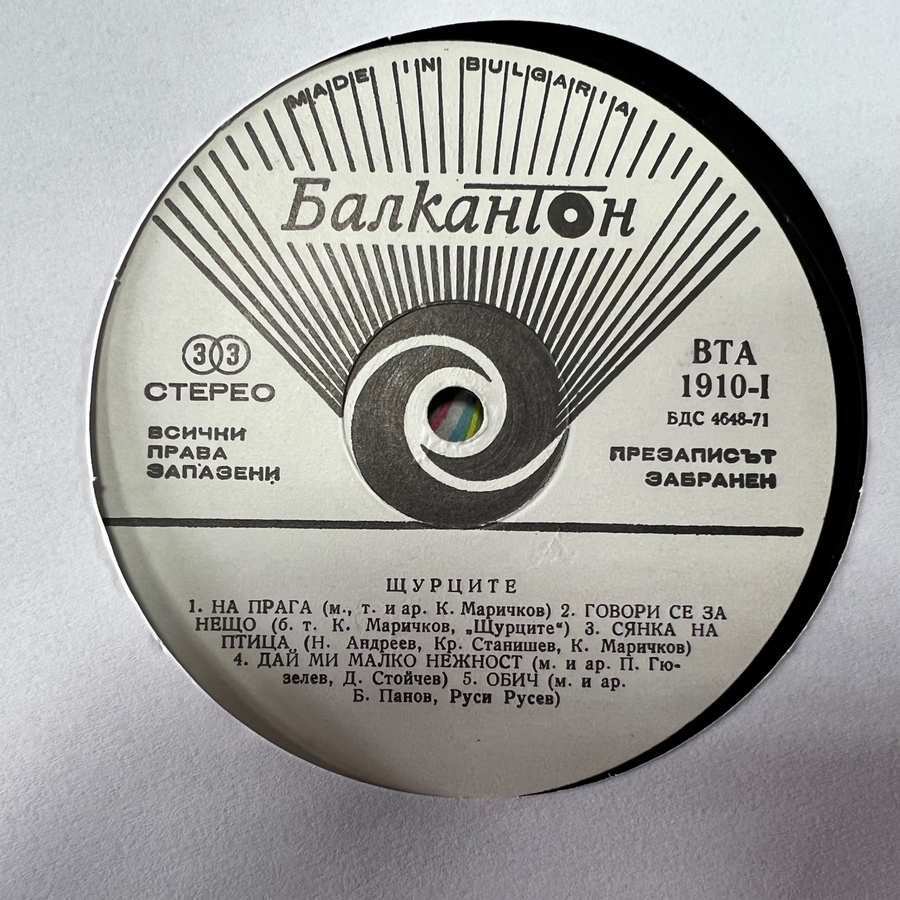 MADE IN BULGARIA
Балкантон
33
СТЕРЕО
ВСИЧКИ
ПРАВА
ЗАПАЗЕНИ
ВТА
1910-I
БДС 4648-71
ПРЕЗАПИСЪТ
ЗАБРАНЕН
ЩУРЦИТЕ
1. НА ПРАГА (м., т. и ар. К. Маричков) 2. ГОВОРИ СЕ ЗА
НЕЩО (б. т. К. Маричков, „Щурците“) 3. СЯНКА НА
ПТИЦА„ (Н. Андреев, Кр. Станишев, К. Маричков)
4. ДАЙ МИ МАЛКО НЕЖНОСТ (м. и ар. П. Гю-
зелев, Д. Стойчев) 5. ОБИЧ (м. и ар.
Б. Панов, Руси Русев)